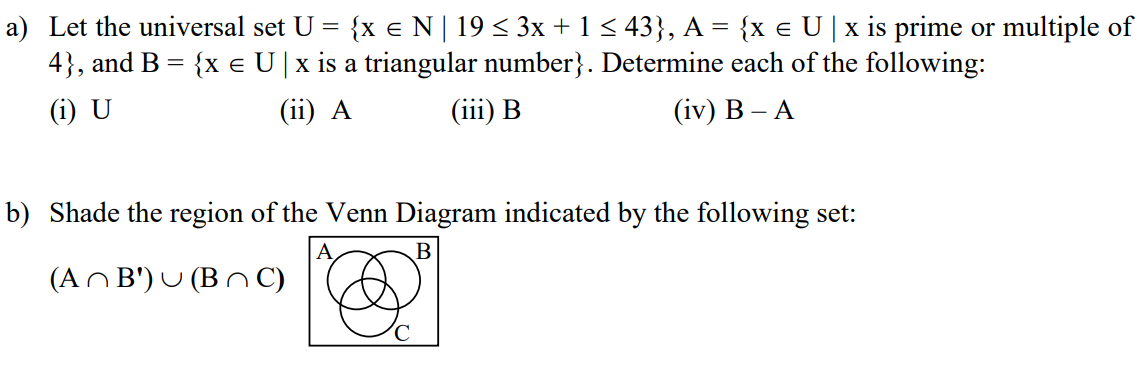 a) Let the universal set U = {x ∈ N | 19 ≤ 3x + 1 ≤ 43}, A = {x ∈ U | x is prime or multiple of
4}, and B = {x ∈ U | x is a triangular number}. Determine each of the following:
(i) U (ii) A (iii) B (iv) B – A
b) Shade the region of the Venn Diagram indicated by the following set:
A B
(A ∩ B') ∪ (B ∩ C)
C